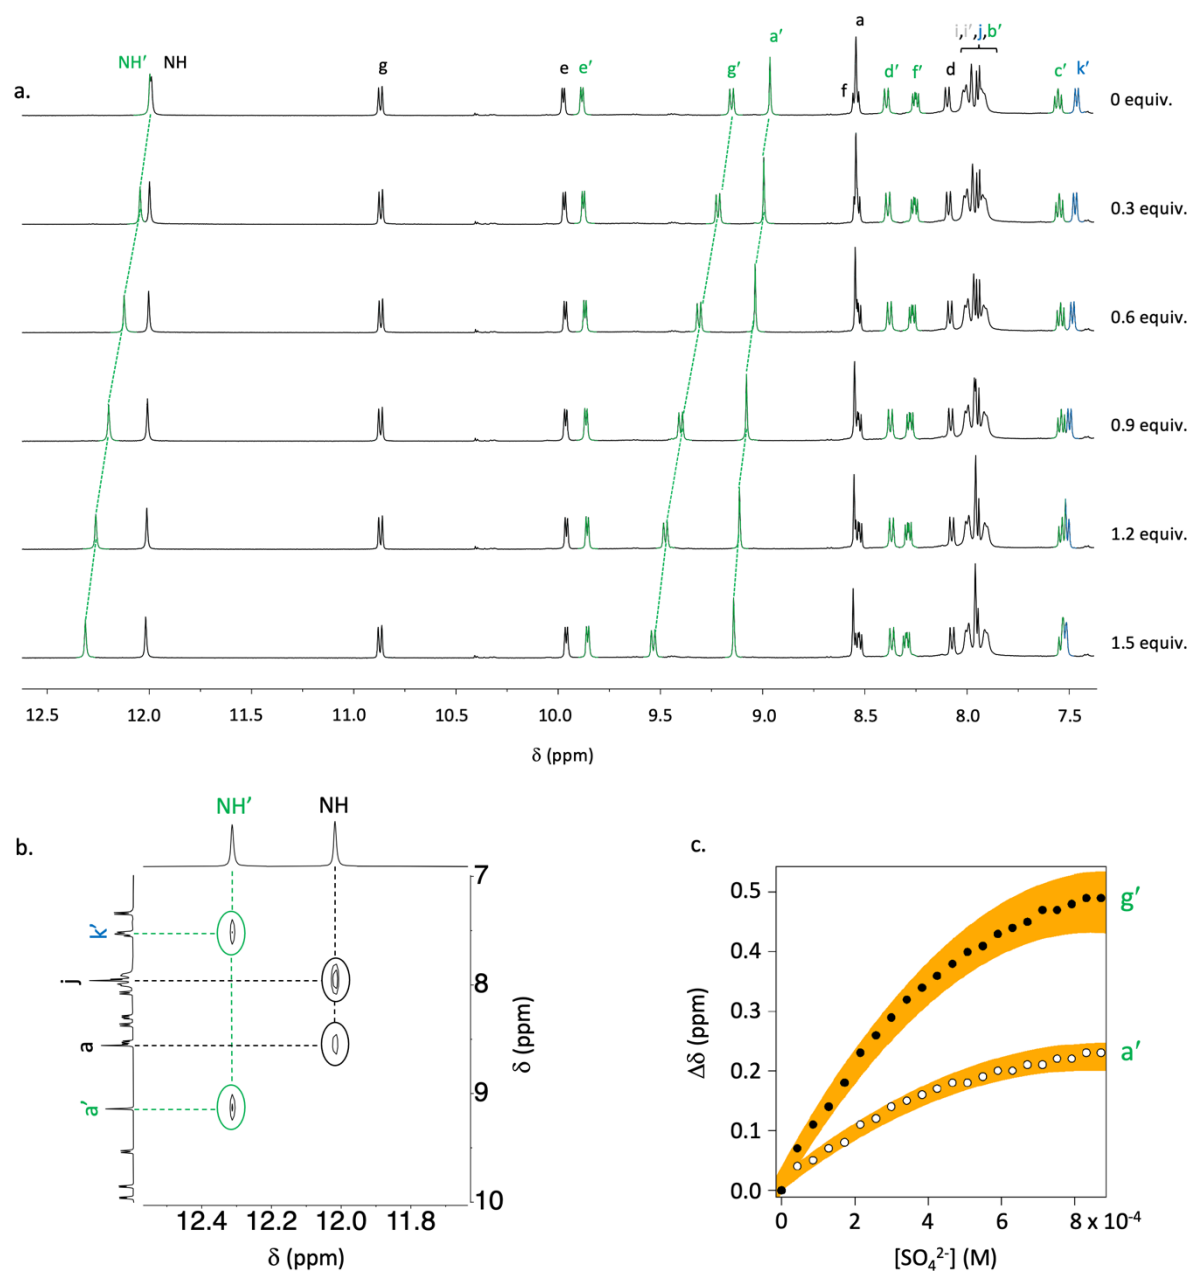 a.
NH′ NH g e e′ g′ a′ f a d′ f′ d i,i′,j,b′ c′ k′
0 equiv.
0.3 equiv.
0.6 equiv.
0.9 equiv.
1.2 equiv.
1.5 equiv.
12.5 12.0 11.5 11.0 10.5 10.0 9.5 9.0 8.5 8.0 7.5
δ (ppm)
b.
NH′ NH
k′
j
a
a′
7
8
9
10
δ (ppm)
12.4 12.2 12.0 11.8
δ (ppm)
c.
g′
a′
0.5
0.4
0.3
0.2
0.1
0.0
Δδ (ppm)
0 2 4 6 8 x 10⁻⁴
[SO₄²⁻] (M)